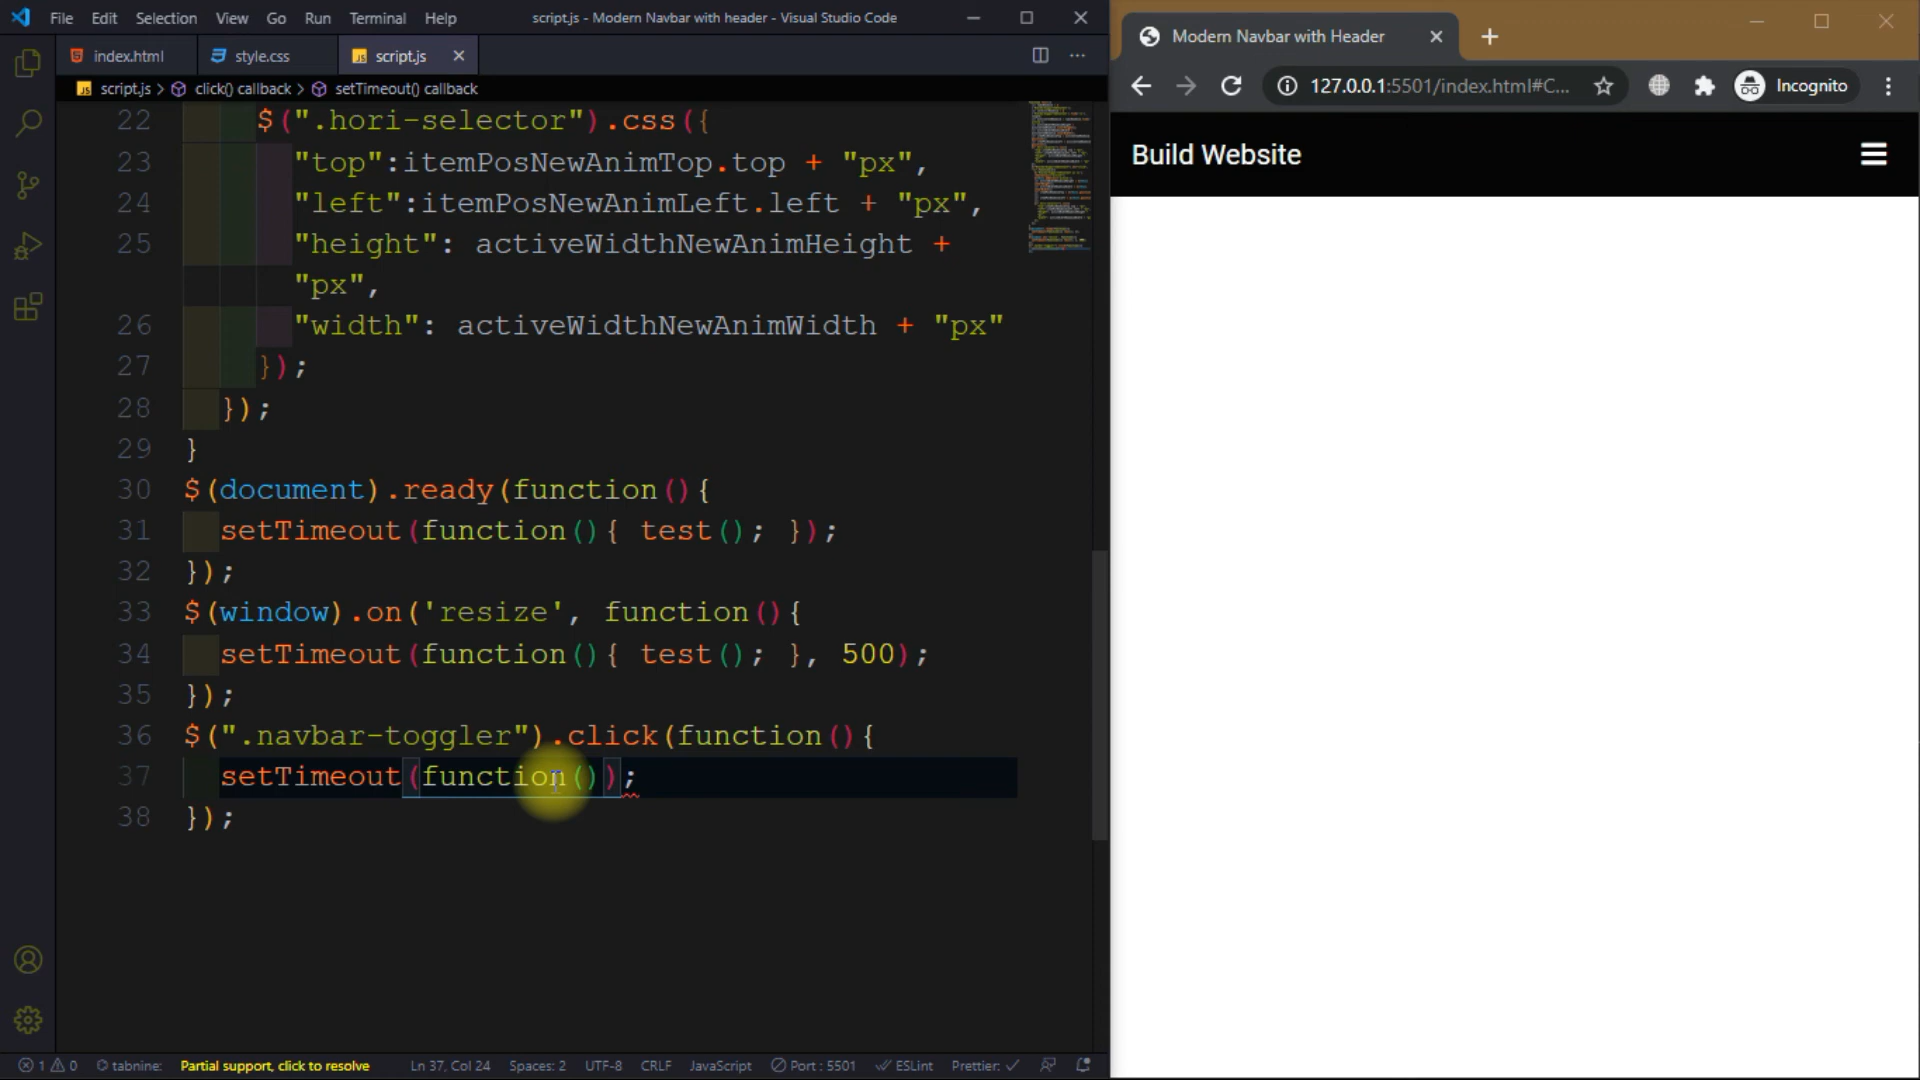 File Edit Selection View Go Run Terminal Help script.js - Modern Navbar with header - Visual Studio Code
index.html style.css JS script.js
JS script.js > click() callback > setTimeout() callback
22 $(".hori-selector").css({
23 "top":itemPosNewAnimTop.top + "px",
24 "left":itemPosNewAnimLeft.left + "px",
25 "height": activeWidthNewAnimHeight +
"px",
26 "width": activeWidthNewAnimWidth + "px"
27 });
28 });
29 }
30 $(document).ready(function(){
31 setTimeout(function(){ test(); });
32 });
33 $(window).on('resize', function(){
34 setTimeout(function(){ test(); }, 500);
35 });
36 $(".navbar-toggler").click(function(){
37 setTimeout(function());
38 });
1 0 tabnine: Partial support, click to resolve Ln 37, Col 24 Spaces: 2 UTF-8 CRLF JavaScript Port : 5501 ESLint Prettier:
Modern Navbar with Header
127.0.0.1:5501/index.html#C... Incognito
Build Website